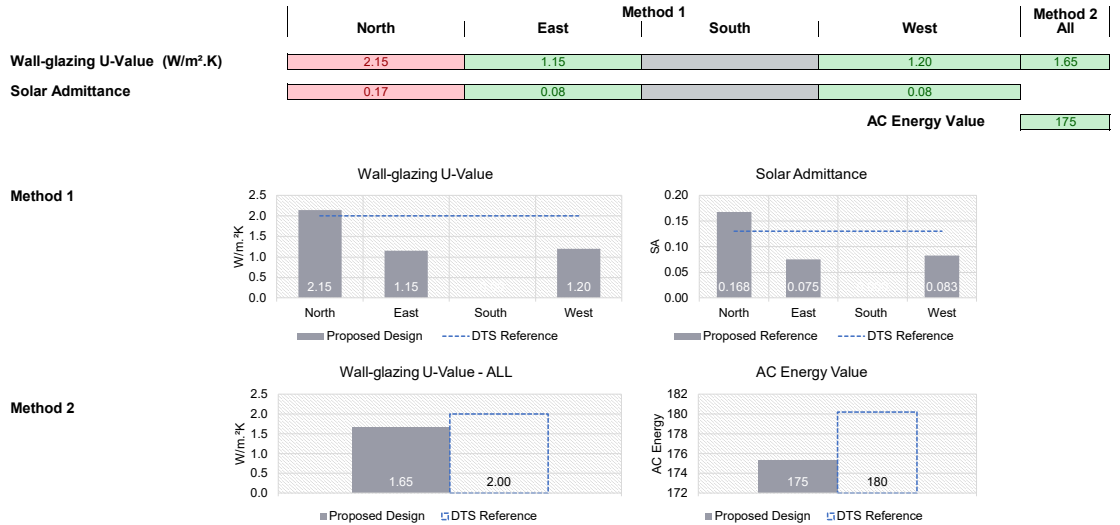 Method 1 Method 2
North East South West All
Wall-glazing U-Value (W/m².K) 2.15 1.15 1.20 1.65
Solar Admittance 0.17 0.08 0.08
AC Energy Value 175
Method 1
Wall-glazing U-Value
W/m.²K
2.5
2.0
1.5
1.0
0.5
0.0
2.15 1.15 1.20
North East South West
Proposed Design DTS Reference
Solar Admittance
SA
0.20
0.15
0.10
0.05
0.00
0.168 0.075 0.083
North East South West
Proposed Reference DTS Reference
Method 2
Wall-glazing U-Value - ALL
W/m.²K
2.5
2.0
1.5
1.0
0.5
0.0
1.65 2.00
Proposed Design DTS Reference
AC Energy Value
AC Energy
182
180
178
176
174
172
175 180
Proposed Design DTS Reference